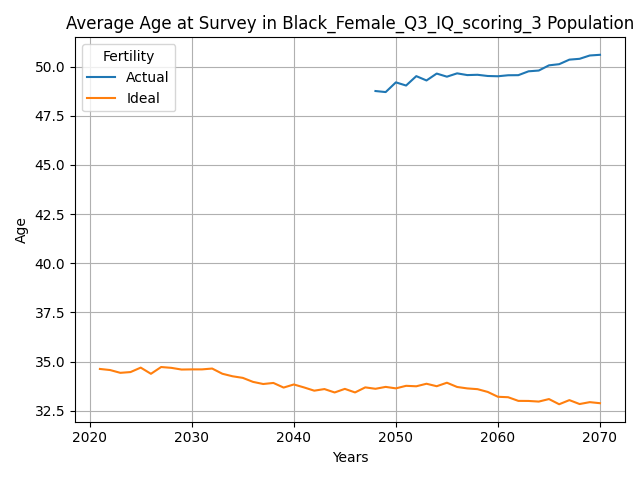 Average Age at Survey in Black_Female_Q3_IQ_scoring_3 Population
Fertility
Actual
Ideal
50.0
47.5
45.0
42.5
40.0
37.5
35.0
32.5
Age
2020
2030
2040
2050
2060
2070
Years